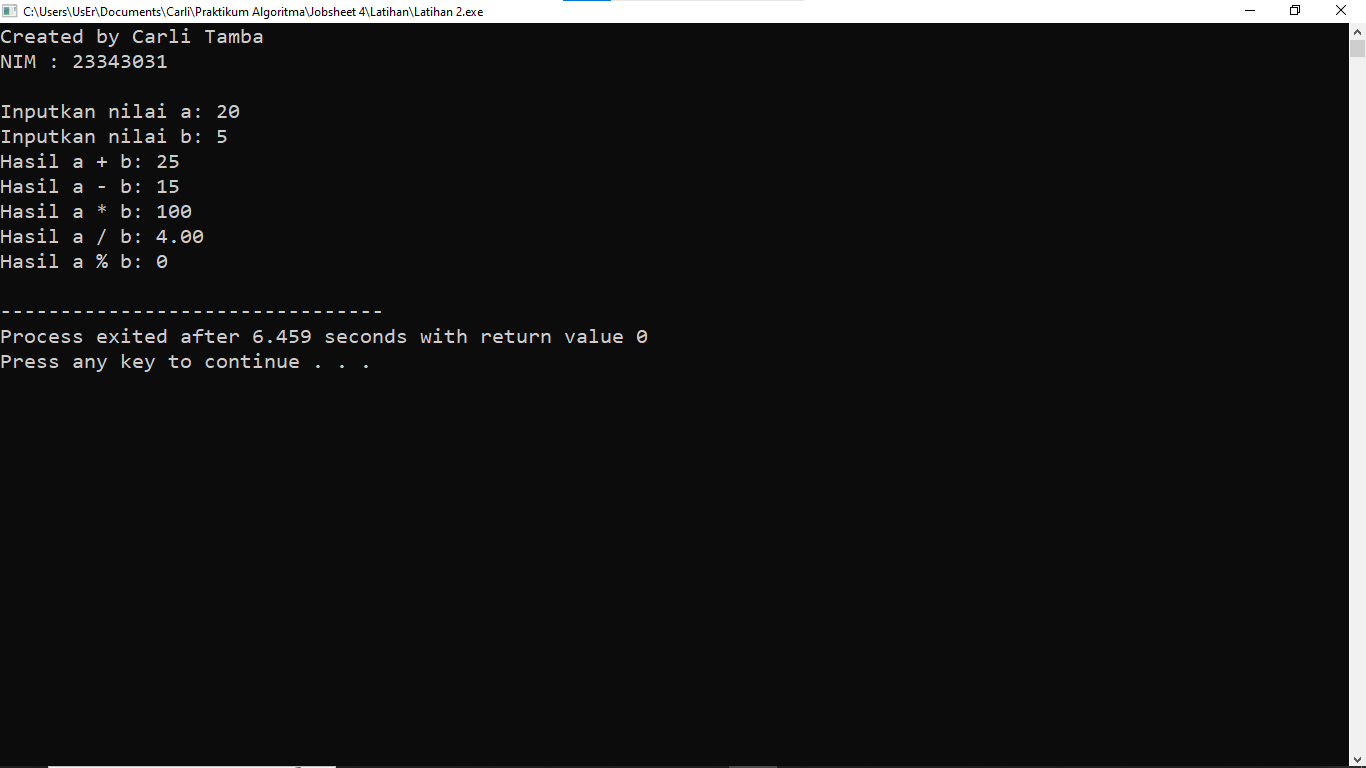 C:\Users\UsEr\Documents\Carli\Praktikum Algoritma\Jobsheet 4\Latihan\Latihan 2.exe
Created by Carli Tamba
NIM : 23343031
Inputkan nilai a: 20
Inputkan nilai b: 5
Hasil a + b: 25
Hasil a - b: 15
Hasil a * b: 100
Hasil a / b: 4.00
Hasil a % b: 0
--------------------------------
Process exited after 6.459 seconds with return value 0
Press any key to continue . . .